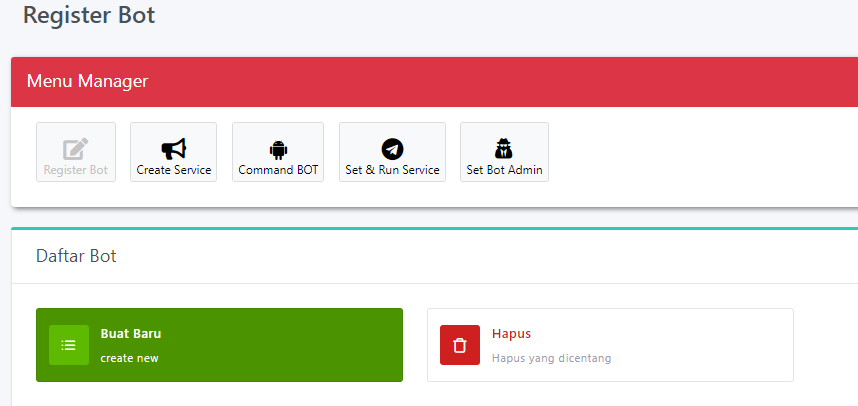 Register Bot
Menu Manager
Register Bot
Create Service
Command BOT
Set & Run Service
Set Bot Admin
Daftar Bot
Buat Baru
create new
Hapus
Hapus yang dicentang